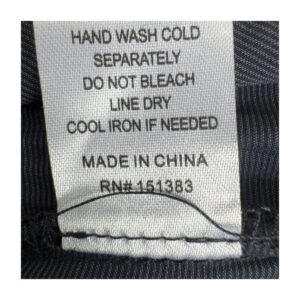 HAND WASH COLD
SEPARATELY
DO NOT BLEACH
LINE DRY
COOL IRON IF NEEDED
MADE IN CHINA
RN# 151383